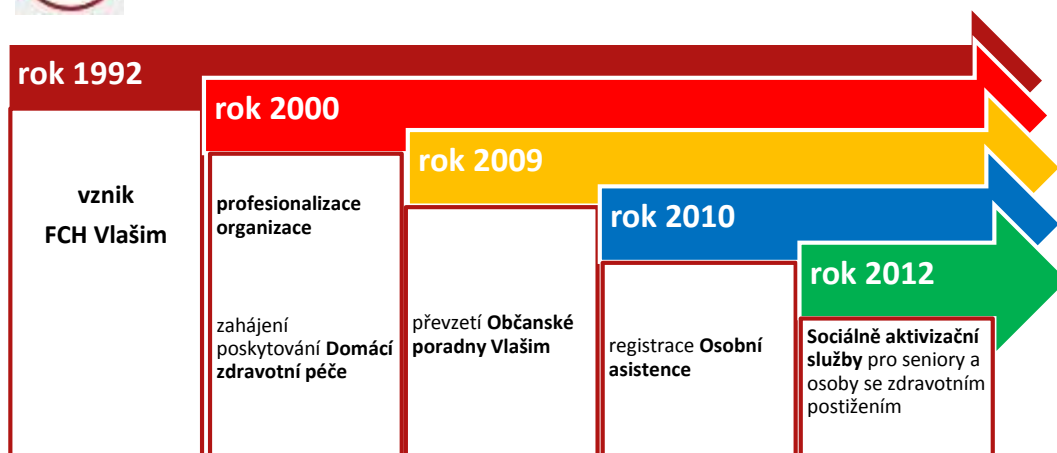 rok 1992
vznik
FCH Vlašim
rok 2000
profesionalizace
organizace
zahájení
poskytování Domácí
zdravotní péče
rok 2009
převzetí Občanské
poradny Vlašim
rok 2010
registrace Osobní
asistence
rok 2012
Sociálně aktivizační
služby pro seniory a
osoby se zdravotním
postižením